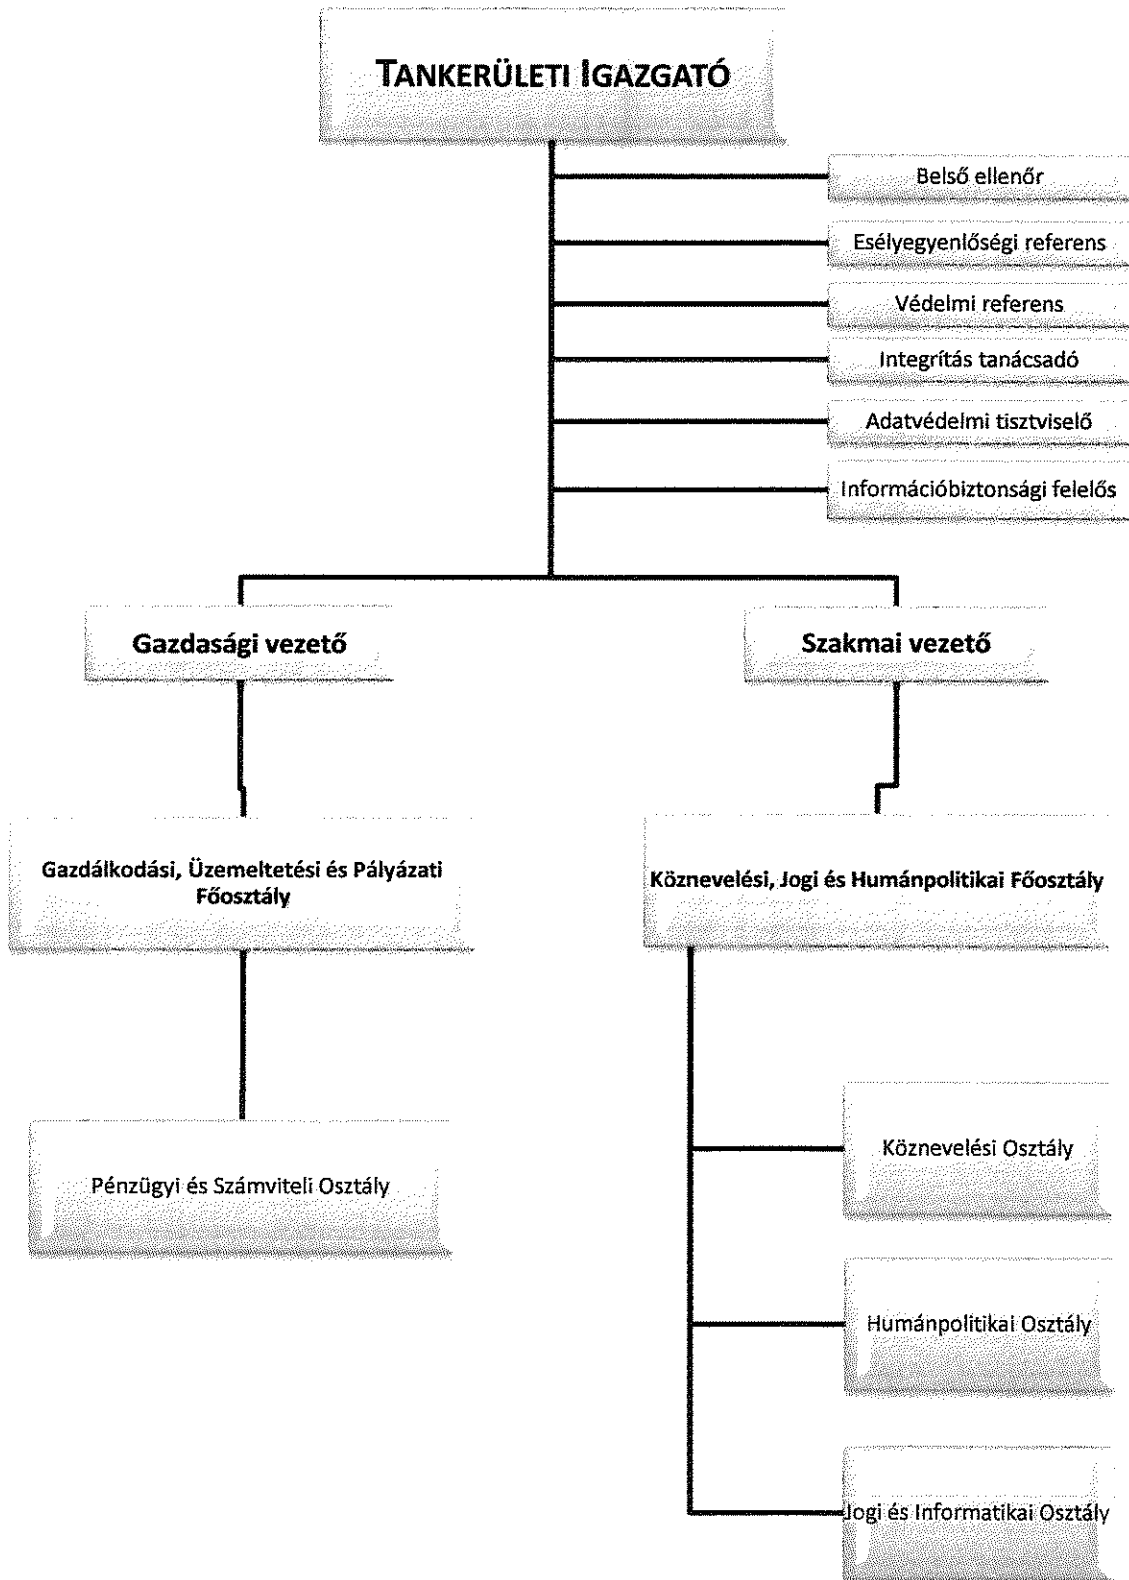 TANKERÜLETI IGAZGATÓ
Belső ellenőr
Esélyegyenlőségi referens
Védelmi referens
Integritás tanácsadó
Adatvédelmi tisztviselő
Információbiztonsági felelős
Gazdasági vezető
Szakmai vezető
Gazdálkodási, Üzemeltetési és Pályázati
Főosztály
Köznevelési, Jogi és Humánpolitikai Főosztály
Pénzügyi és Számviteli Osztály
Köznevelési Osztály
Humánpolitikai Osztály
Jogi és Informatikai Osztály